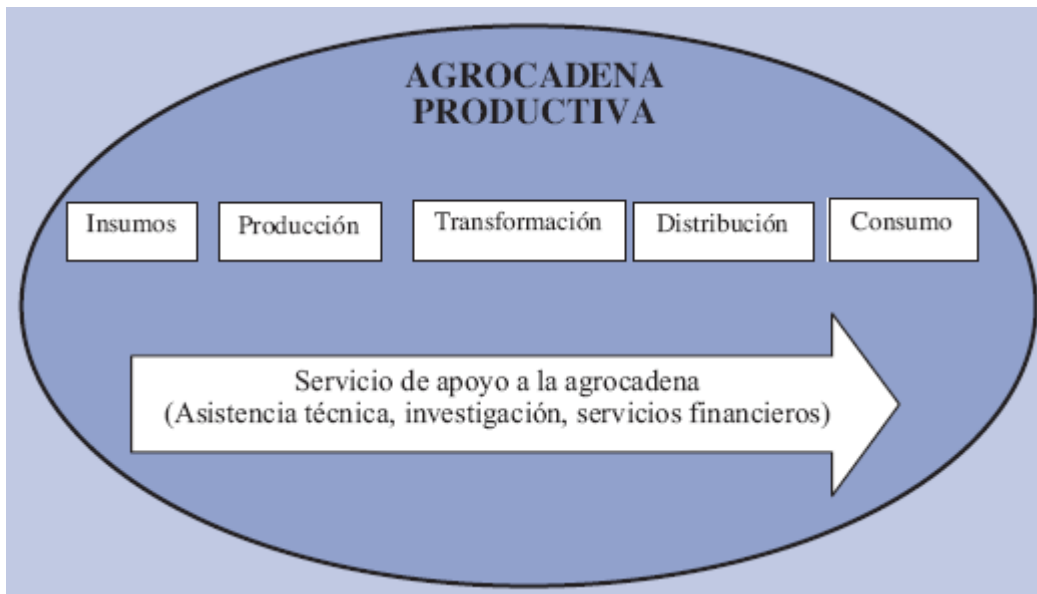 AGROCADENA
PRODUCTIVA
Insumos
Producción
Transformación
Distribución
Consumo
Servicio de apoyo a la agrocadena
(Asistencia técnica, investigación, servicios financieros)